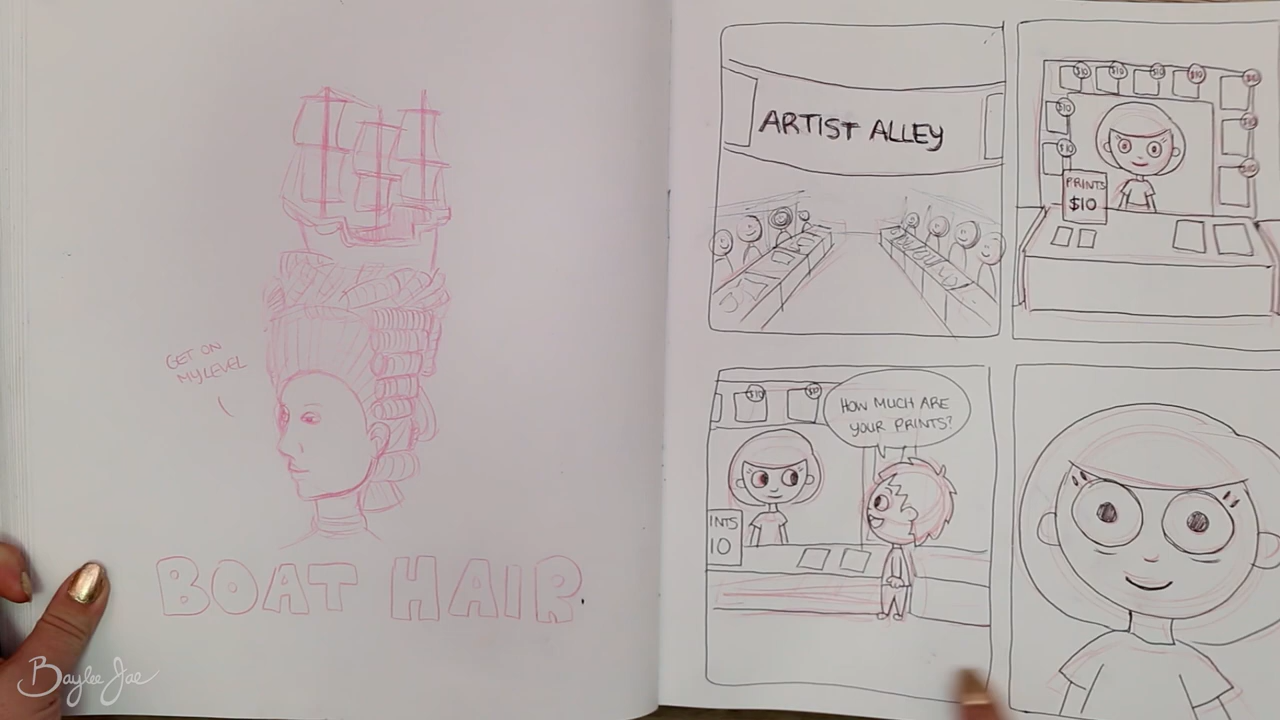 GET ON
MY LEVEL
BOAT HAIR
ARTIST ALLEY
$10 $10 $10 $10 $10
$10
$10
$10
$10
PRINTS
$10
$10 $10
HOW MUCH ARE
YOUR PRINTS?
INTS
10
Baylee Jae